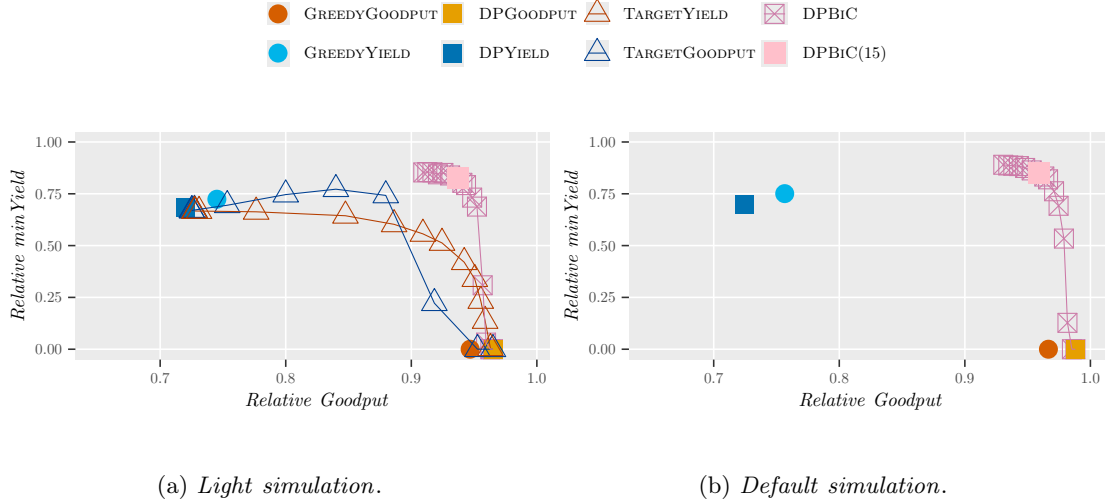 GREEDYGOODPUT DPGOODPUT TARGETYIELD DPBIC
GREEDYYIELD DPYIELD TARGETGOODPUT DPBIC(15)
Relative minYield
1.00
0.75
0.50
0.25
0.00
0.7 0.8 0.9 1.0
Relative Goodput
(a) Light simulation.
Relative minYield
1.00
0.75
0.50
0.25
0.00
0.7 0.8 0.9 1.0
Relative Goodput
(b) Default simulation.